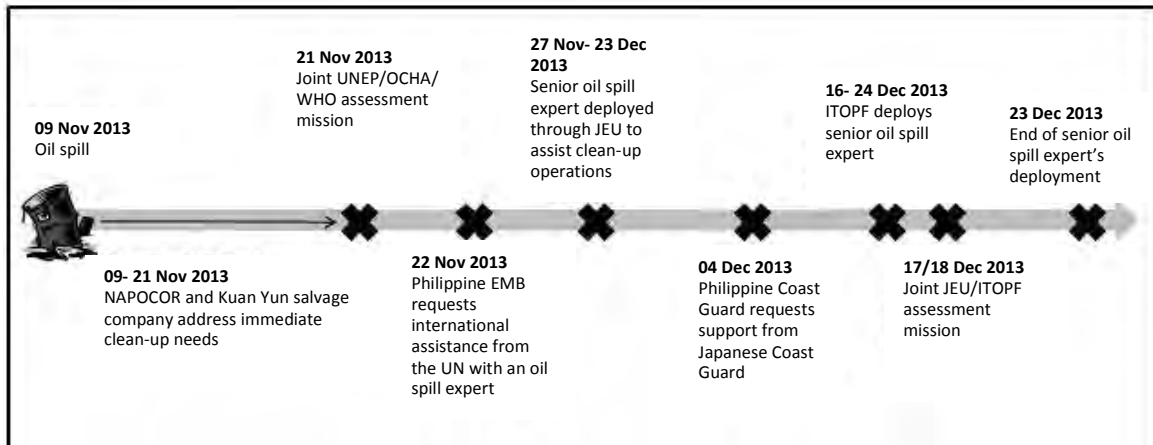 09 Nov 2013
Oil spill
09- 21 Nov 2013
NAPOCOR and Kuan Yun salvage
company address immediate
clean-up needs
21 Nov 2013
Joint UNEP/OCHA/
WHO assessment
mission
22 Nov 2013
Philippine EMB
requests
international
assistance from
the UN with an oil
spill expert
27 Nov- 23 Dec
2013
Senior oil spill
expert deployed
through JEU to
assist clean-up
operations
04 Dec 2013
Philippine Coast
Guard requests
support from
Japanese Coast
Guard
16- 24 Dec 2013
ITOPF deploys
senior oil spill
expert
17/18 Dec 2013
Joint JEU/ITOPF
assessment
mission
23 Dec 2013
End of senior oil
spill expert’s
deployment